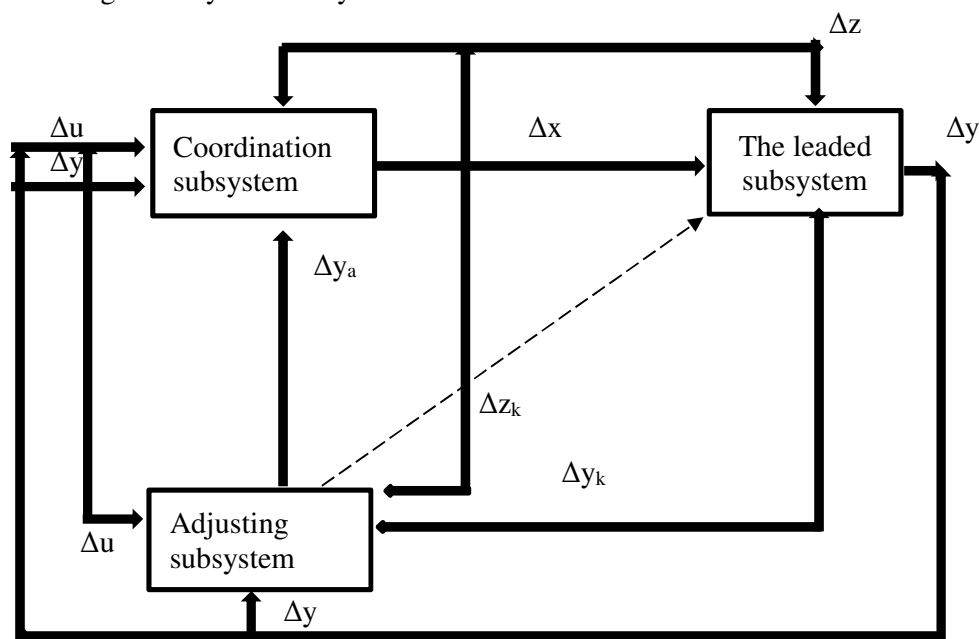 Δz
Δu
Δy
Coordination
subsystem
Δx
The leaded
subsystem
Δy
Δyₐ
Δzₖ
Δyₖ
Adjusting
subsystem
Δu
Δy